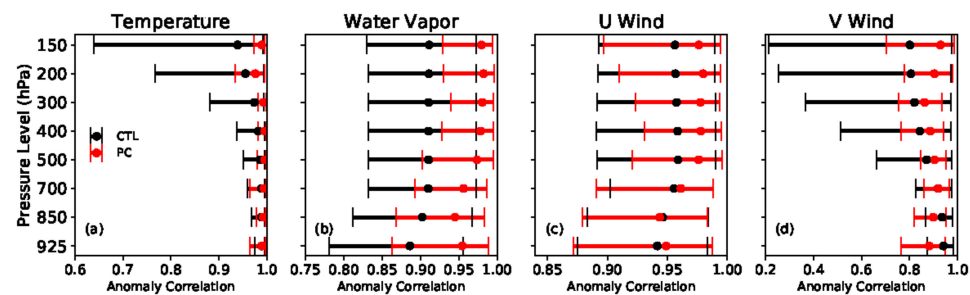 Temperature
Water Vapor
U Wind
V Wind
Pressure Level (hPa)
150
200
300
400
500
700
850
925
CTL
PC
(a)
(b)
(c)
(d)
0.6 0.7 0.8 0.9 1.0
0.75 0.80 0.85 0.90 0.95 1.00
0.85 0.90 0.95 1.00
0.2 0.4 0.6 0.8 1.0
Anomaly Correlation
Anomaly Correlation
Anomaly Correlation
Anomaly Correlation